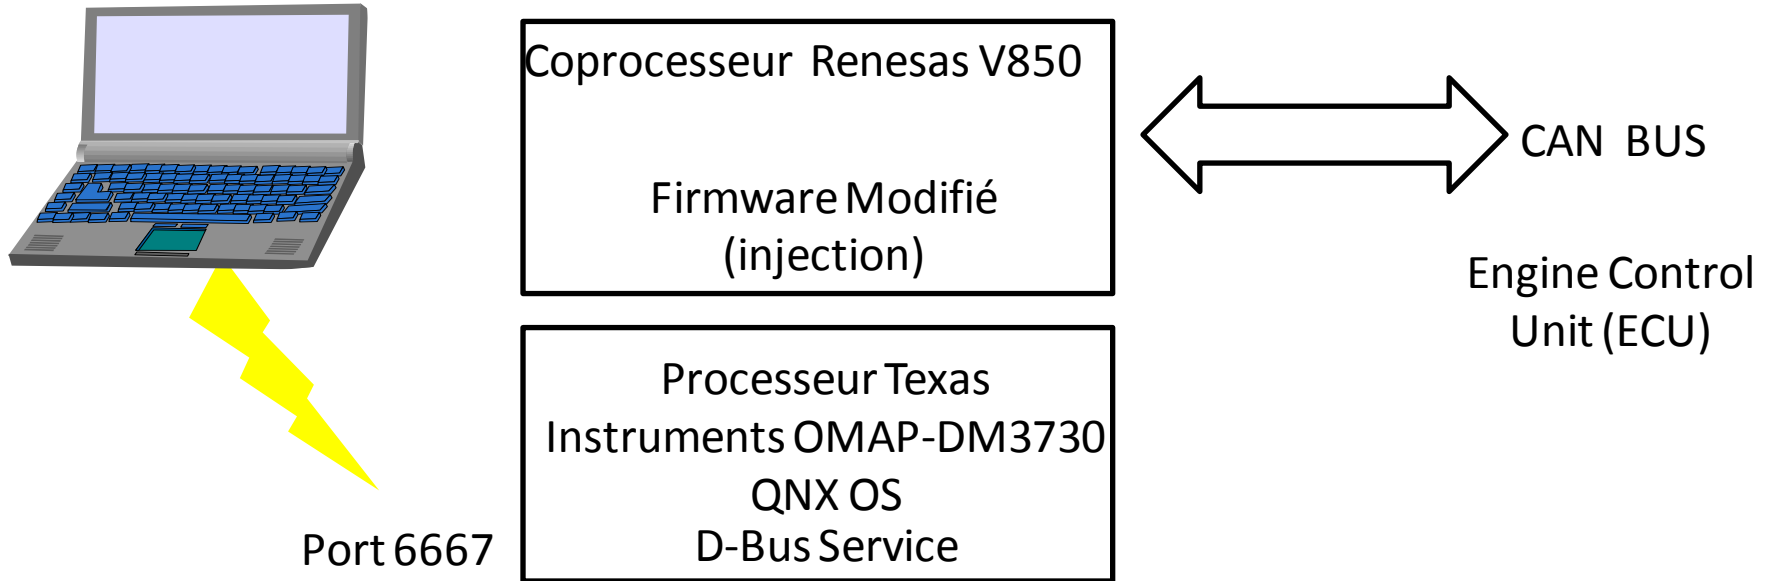 Coprocesseur Renesas V850
Firmware Modifié
(injection)
CAN BUS
Engine Control
Unit (ECU)
Processeur Texas
Instruments OMAP-DM3730
QNX OS
D-Bus Service
Port 6667